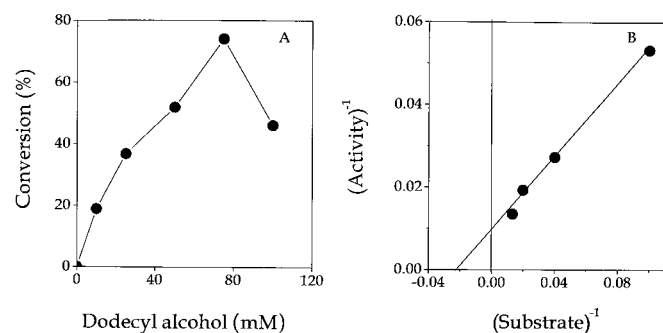 80
60
40
20
0
Conversion (%)
A
0 40 80 120
Dodecyl alcohol (mM)
0.06
0.04
0.02
0.00
(Activity)-1
B
-0.04 0.00 0.04 0.08
(Substrate)-1